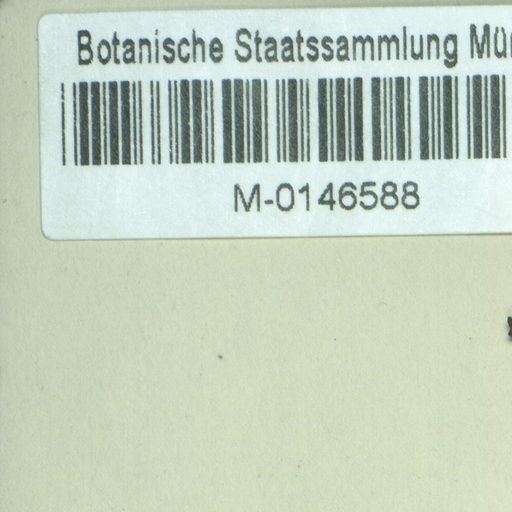 Botanische Staatssammlung Mü
M-0146588